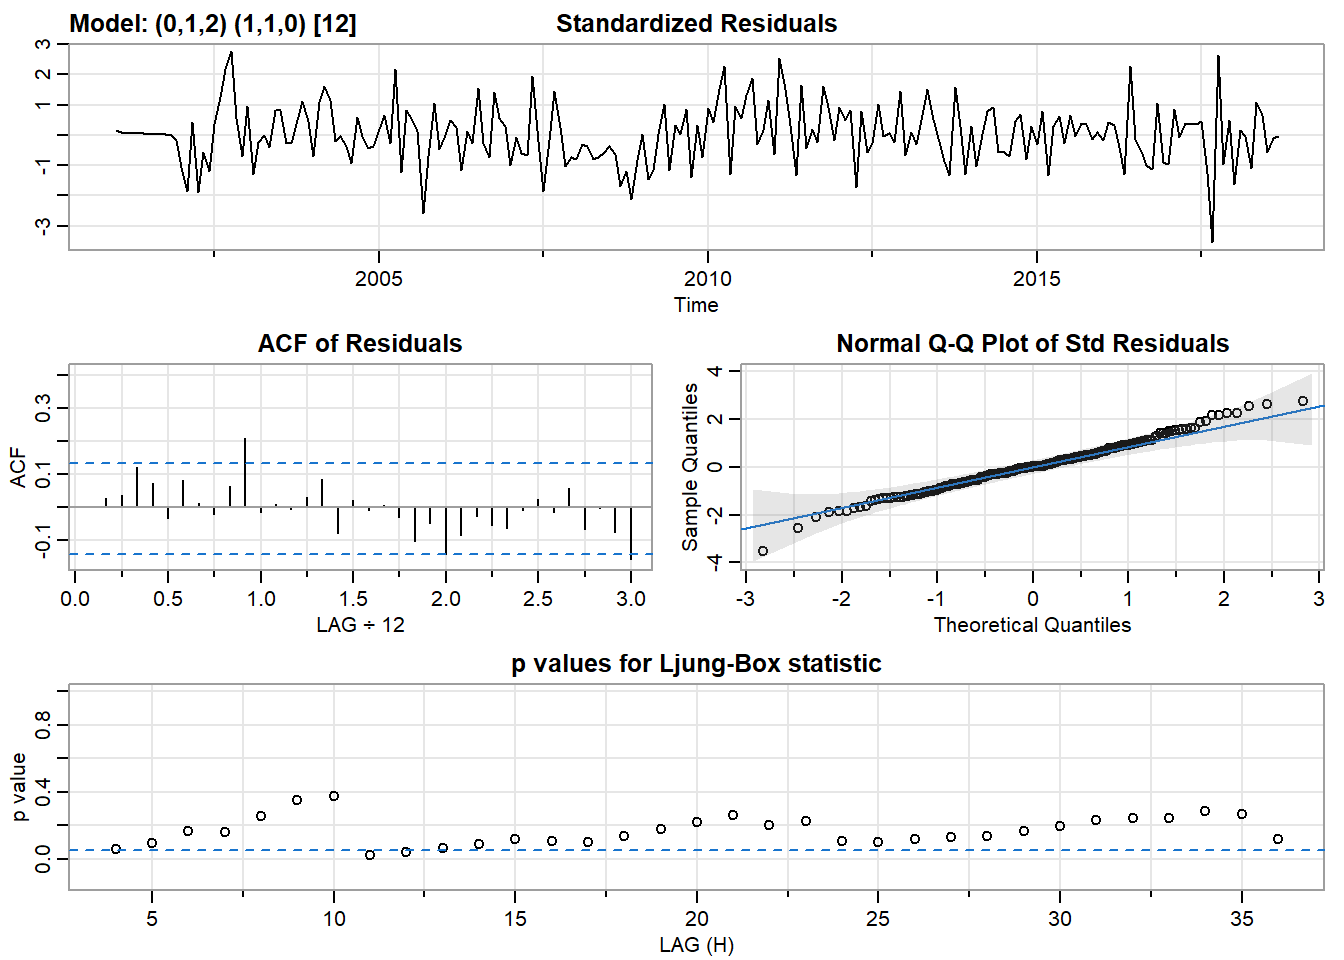 Model: (0,1,2) (1,1,0) [12] Standardized Residuals
3
2
1
-1
-3
2005 2010 2015
Time
ACF of Residuals
ACF
0.3
0.1
-0.1
0.0 0.5 1.0 1.5 2.0 2.5 3.0
LAG ÷ 12
Normal Q-Q Plot of Std Residuals
Sample Quantiles
4
2
0
-2
-4
-3 -2 -1 0 1 2 3
Theoretical Quantiles
p values for Ljung-Box statistic
p value
0.8
0.4
0.0
5 10 15 20 25 30 35
LAG (H)